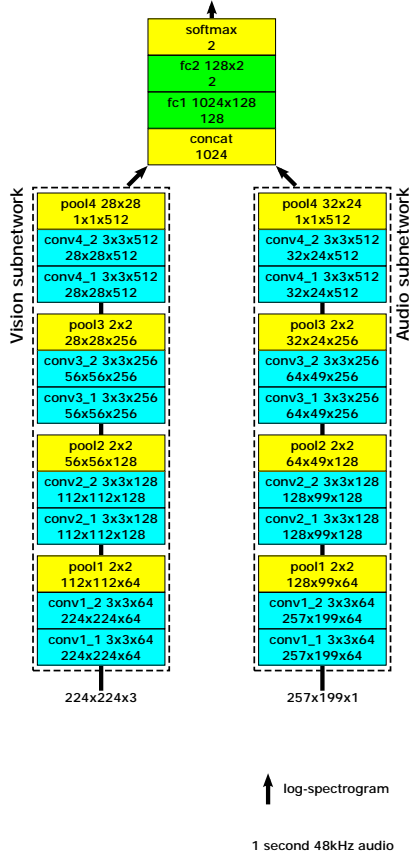 softmax
2
fc2 128x2
2
fc1 1024x128
128
concat
1024
Vision subnetwork
pool4 28x28
1x1x512
conv4_2 3x3x512
28x28x512
conv4_1 3x3x512
28x28x512
pool3 2x2
28x28x256
conv3_2 3x3x256
56x56x256
conv3_1 3x3x256
56x56x256
pool2 2x2
56x56x128
conv2_2 3x3x128
112x112x128
conv2_1 3x3x128
112x112x128
pool1 2x2
112x112x64
conv1_2 3x3x64
224x224x64
conv1_1 3x3x64
224x224x64
224x224x3
Audio subnetwork
pool4 32x24
1x1x512
conv4_2 3x3x512
32x24x512
conv4_1 3x3x512
32x24x512
pool3 2x2
32x24x256
conv3_2 3x3x256
64x49x256
conv3_1 3x3x256
64x49x256
pool2 2x2
64x49x128
conv2_2 3x3x128
128x99x128
conv2_1 3x3x128
128x99x128
pool1 2x2
128x99x64
conv1_2 3x3x64
257x199x64
conv1_1 3x3x64
257x199x64
257x199x1
log-spectrogram
1 second 48kHz audio